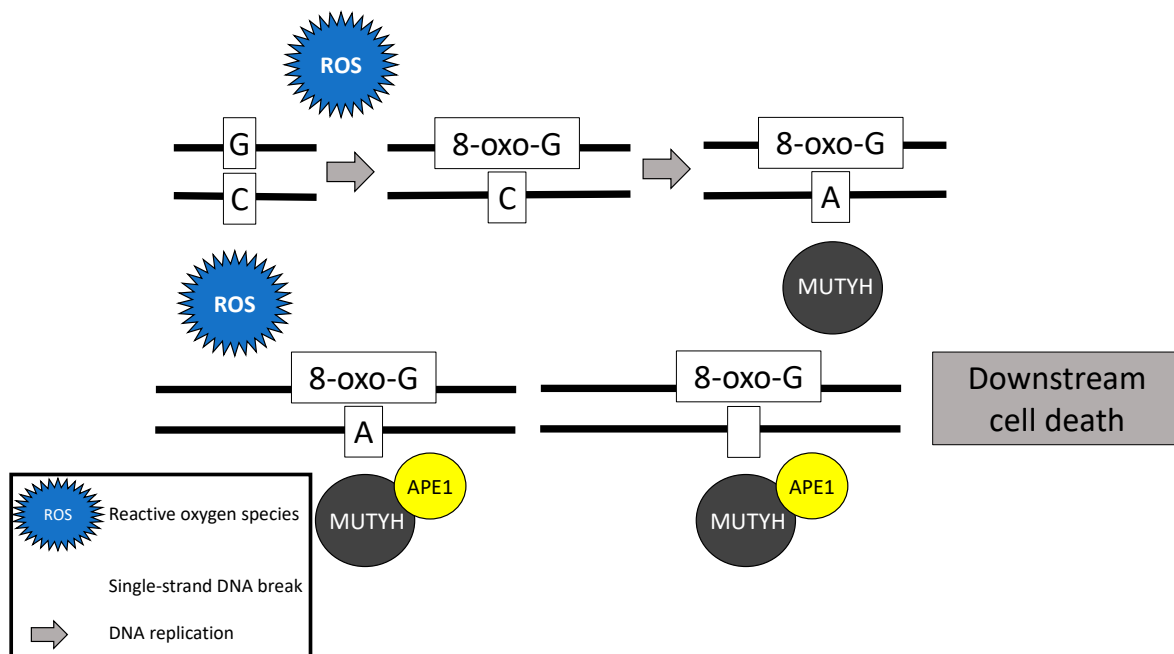 ROS
G
8-oxo-G
8-oxo-G
C
C
A
MUTYH
ROS
8-oxo-G
8-oxo-G
Downstream
cell death
A
APE1
APE1
MUTYH
MUTYH
ROS
Reactive oxygen species
Single-strand DNA break
DNA replication